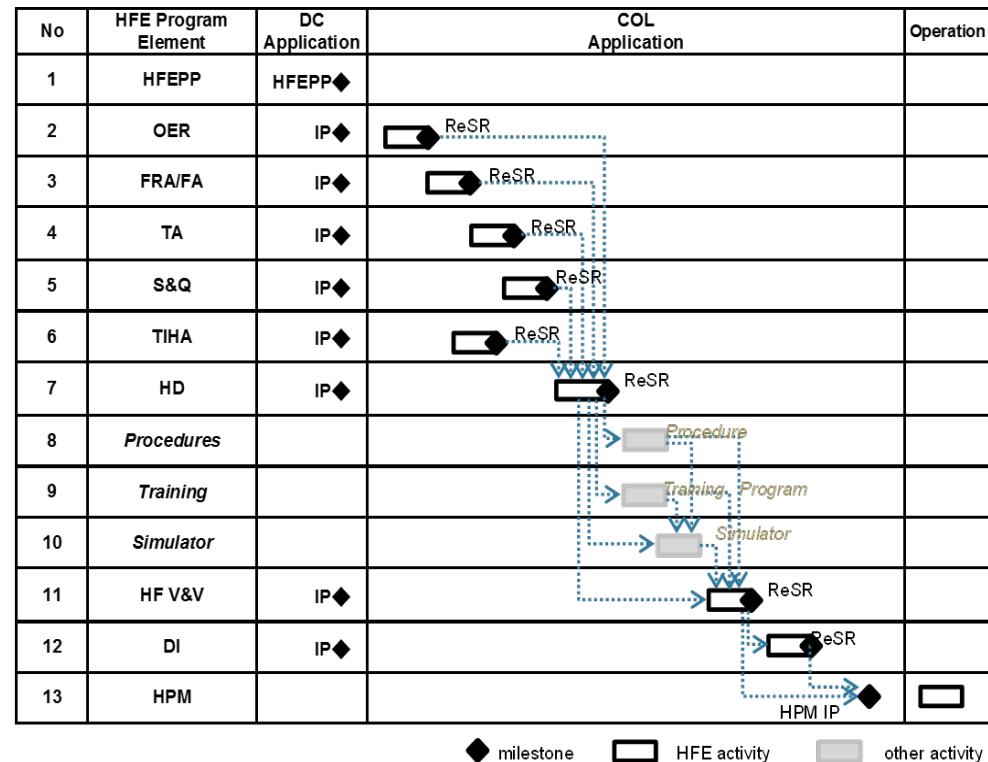 No
HFE Program
Element
DC
Application
COL
Application
Operation
1
HFEPP
HFEPP
2
OER
IP
ReSR
3
FRA/FA
IP
ReSR
4
TA
IP
ReSR
5
S&Q
IP
ReSR
6
TIHA
IP
ReSR
7
HD
IP
ReSR
8
Procedures
Procedure
9
Training
Training Program
10
Simulator
Simulator
11
HF V&V
IP
ReSR
12
DI
IP
ReSR
13
HPM
HPM IP
milestone
HFE activity
other activity